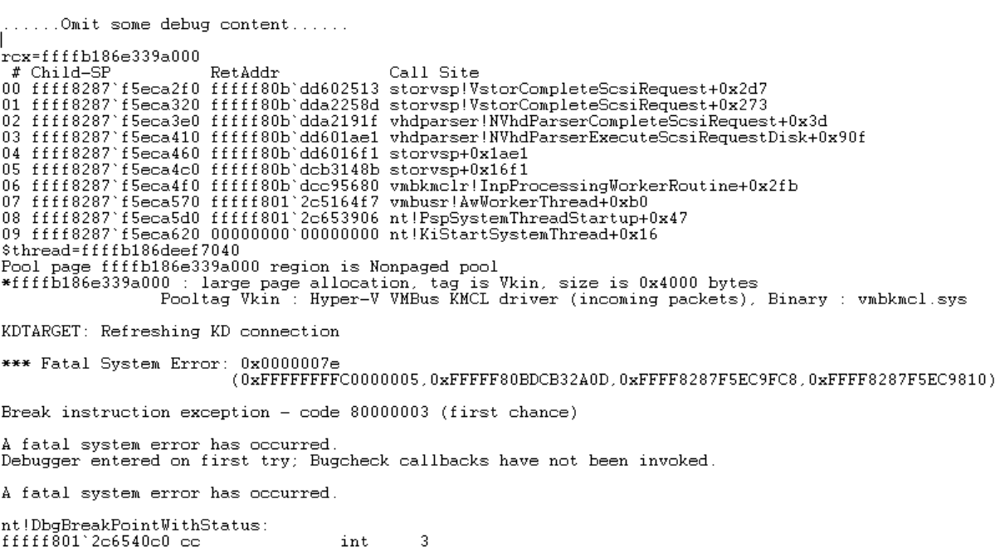 ......Omit some debug content......
rcx=ffffb186e339a000
# Child-SP RetAddr Call Site
00 ffff8287`f5eca2f0 fffff80b`dd602513 storvsp!VstorCompleteScsiRequest+0x2d7
01 ffff8287`f5eca320 fffff80b`dda2258d storvsp!VstorCompleteScsiRequest+0x273
02 ffff8287`f5eca3e0 fffff80b`dda2191f vhdparser!NVhdParserCompleteScsiRequest+0x3d
03 ffff8287`f5eca410 fffff80b`dd601ae1 vhdparser!NVhdParserExecuteScsiRequestDisk+0x90f
04 ffff8287`f5eca460 fffff80b`dd6016f1 storvsp+0x1ae1
05 ffff8287`f5eca4c0 fffff80b`dcb3148b storvsp+0x16f1
06 ffff8287`f5eca4f0 fffff80b`dcc95680 vmbkmclr!InpProcessingWorkerRoutine+0x2fb
07 ffff8287`f5eca570 fffff801`2c5164f7 vmbusr!AwWorkerThread+0xb0
08 ffff8287`f5eca5d0 fffff801`2c653906 nt!PspSystemThreadStartup+0x47
09 ffff8287`f5eca620 00000000`00000000 nt!KiStartSystemThread+0x16
$thread=ffffb186deef7040
Pool page ffffb186e339a000 region is Nonpaged pool
*ffffb186e339a000 : large page allocation, tag is Vkin, size is 0x4000 bytes
Pooltag Vkin : Hyper-V VMBus KMCL driver (incoming packets), Binary : vmbkmcl.sys
KDTARGET: Refreshing KD connection
*** Fatal System Error: 0x0000007e
(0xFFFFFFFFC0000005,0xFFFFF80BDCB32A0D,0xFFFF8287F5EC9FC8,0xFFFF8287F5EC9810)
Break instruction exception - code 80000003 (first chance)
A fatal system error has occurred.
Debugger entered on first try; Bugcheck callbacks have not been invoked.
A fatal system error has occurred.
nt!DbgBreakPointWithStatus:
fffff801`2c6540c0 cc int 3